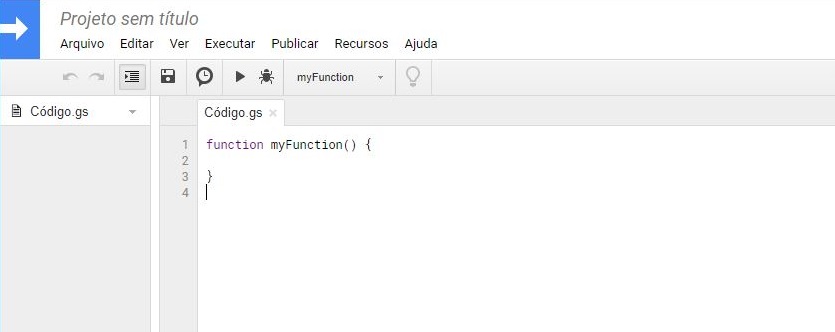 Projeto sem título
Arquivo Editar Ver Executar Publicar Recursos Ajuda
myFunction
Código.gs
Código.gs
1 function myFunction() {
2
3 }
4